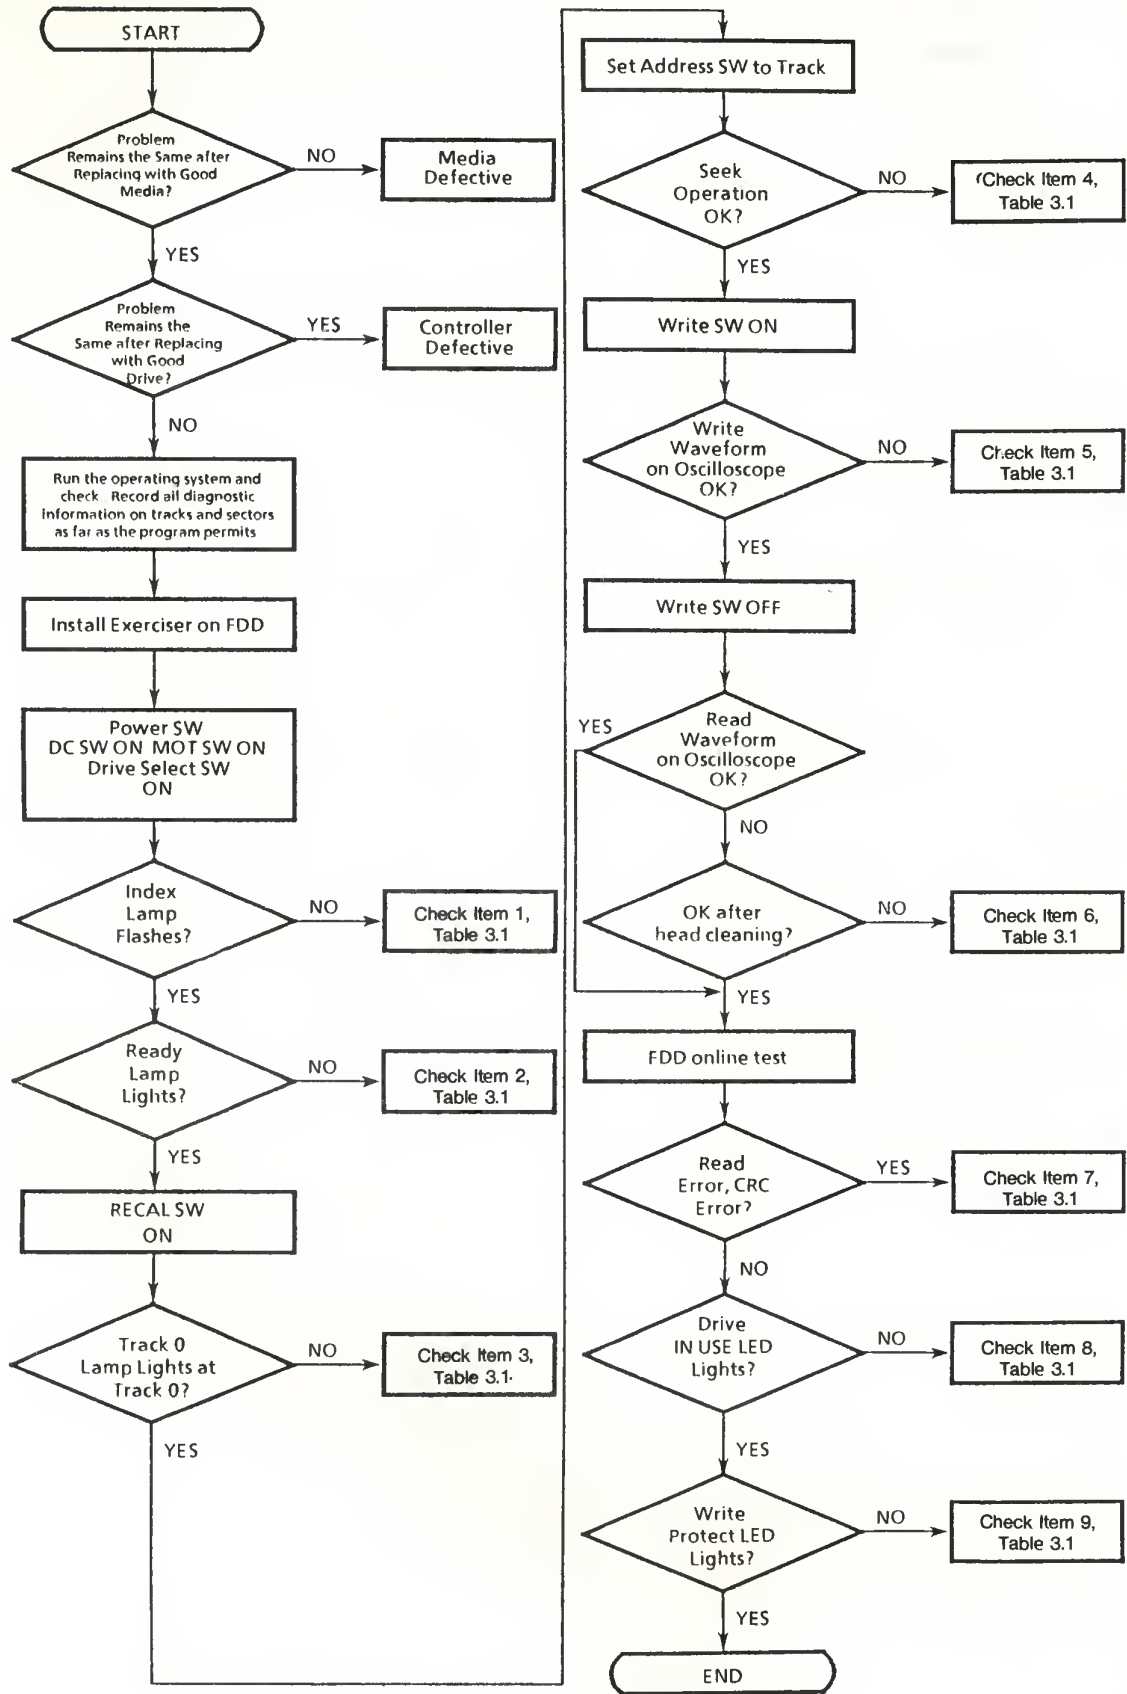 START
Problem
Remains the Same after
Replacing with Good
Media?
NO
Media
Defective
YES
Problem
Remains the
Same after Replacing
with Good
Drive?
YES
Controller
Defective
NO
Run the operating system and
check Record all diagnostic
information on tracks and sectors
as far as the program permits
Install Exerciser on FDD
Power SW
DC SW ON MOT SW ON
Drive Select SW
ON
Index
Lamp
Flashes?
NO
Check Item 1,
Table 3.1
YES
Ready
Lamp
Lights?
NO
Check Item 2,
Table 3.1
YES
RECAL SW
ON
Track 0
Lamp Lights at
Track 0?
NO
Check Item 3,
Table 3.1
YES
Set Address SW to Track
Seek
Operation
OK?
NO
Check Item 4,
Table 3.1
YES
Write SW ON
Write
Waveform
on Oscilloscope
OK?
NO
Check Item 5,
Table 3.1
YES
Write SW OFF
YES
Read
Waveform
on Oscilloscope
OK?
NO
OK after
head cleaning?
NO
Check Item 6,
Table 3.1
YES
FDD online test
Read
Error, CRC
Error?
YES
Check Item 7,
Table 3.1
NO
Drive
IN USE LED
Lights?
NO
Check Item 8,
Table 3.1
YES
Write
Protect LED
Lights?
NO
Check Item 9,
Table 3.1
YES
END